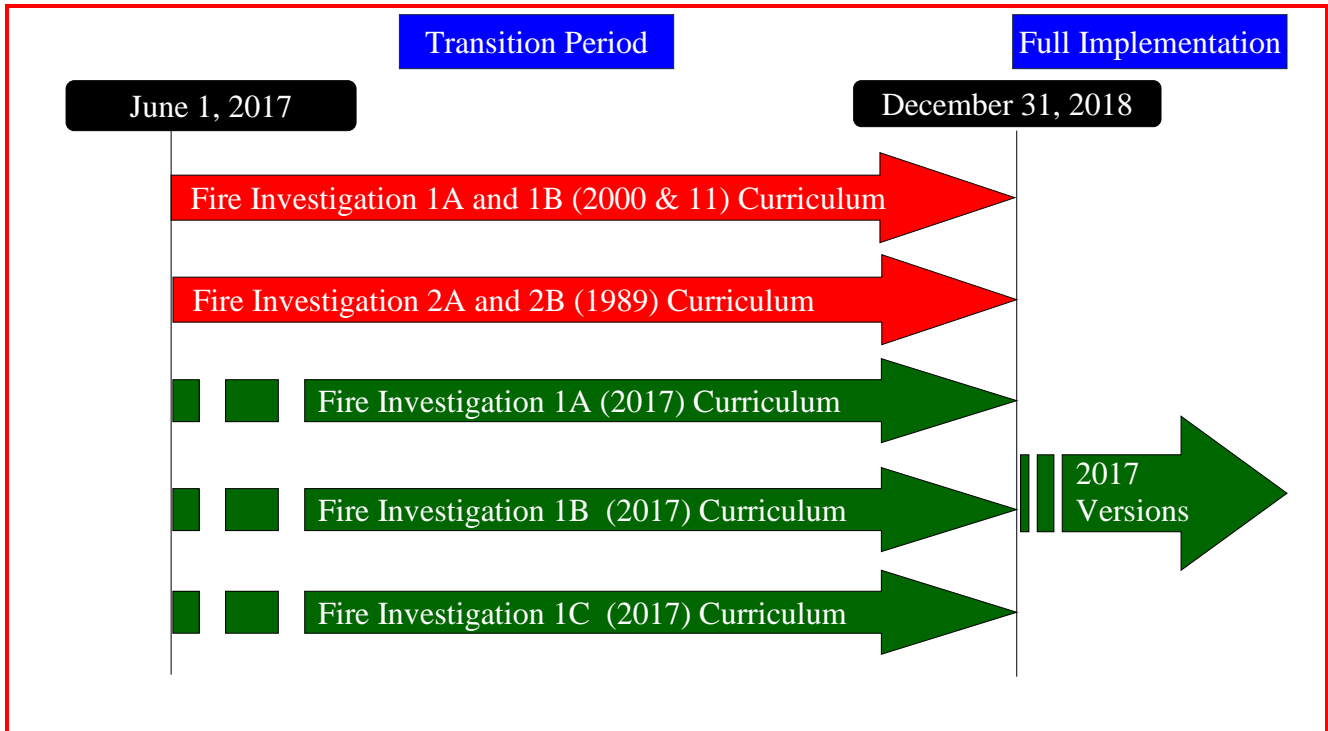 Transition Period
Full Implementation
June 1, 2017
December 31, 2018
Fire Investigation 1A and 1B (2000 & 11) Curriculum
Fire Investigation 2A and 2B (1989) Curriculum
Fire Investigation 1A (2017) Curriculum
Fire Investigation 1B  (2017) Curriculum
Fire Investigation 1C  (2017) Curriculum
2017
Versions